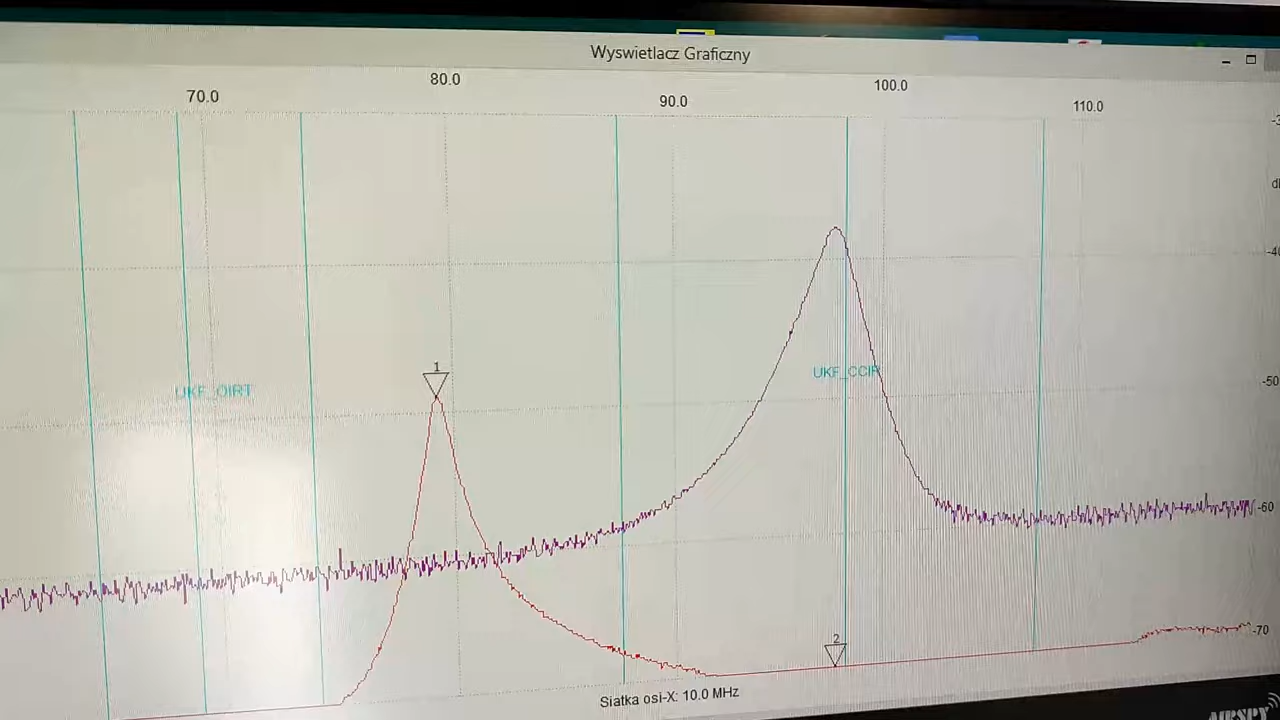 Wyswietlacz Graficzny
70.0 80.0 90.0 100.0 110.0
-40
1
UKF_OIRT
UKF_CCIR
-50
-60
2
-70
Siatka osi-X: 10.0 MHz
AIRSPY